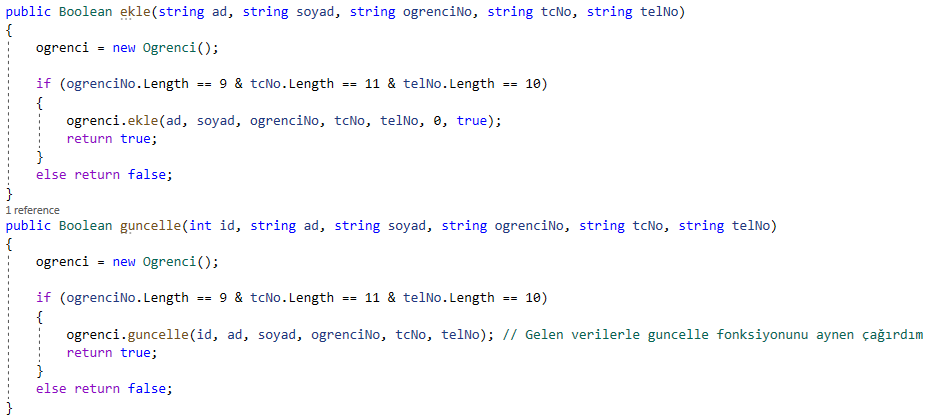 public Boolean ekle(string ad, string soyad, string ogrenciNo, string tcNo, string telNo)
{
ogrenci = new Ogrenci();
if (ogrenciNo.Length == 9 & tcNo.Length == 11 & telNo.Length == 10)
{
ogrenci.ekle(ad, soyad, ogrenciNo, tcNo, telNo, 0, true);
return true;
}
else return false;
}
1 reference
public Boolean guncelle(int id, string ad, string soyad, string ogrenciNo, string tcNo, string telNo)
{
ogrenci = new Ogrenci();
if (ogrenciNo.Length == 9 & tcNo.Length == 11 & telNo.Length == 10)
{
ogrenci.guncelle(id, ad, soyad, ogrenciNo, tcNo, telNo); // Gelen verilerle guncelle fonksiyonunu aynen çağırdım
return true;
}
else return false;
}